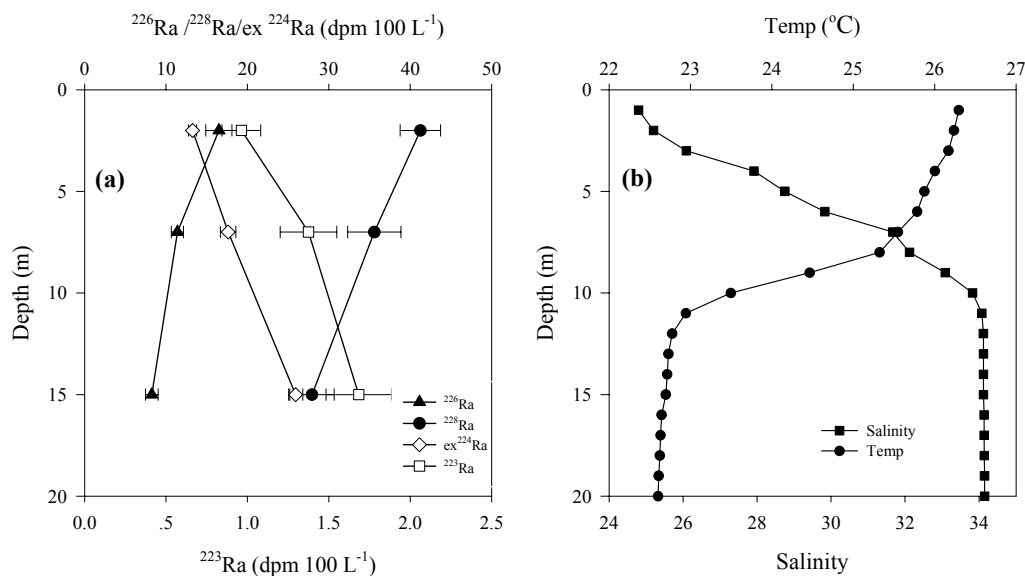 ²²⁶Ra /²²⁸Ra/ex ²²⁴Ra (dpm 100 L⁻¹)
0 10 20 30 40 50
0 5 10 15 20
Depth (m)
(a)
²²⁶Ra
²²⁸Ra
ex²²⁴Ra
²²³Ra
0.0 .5 1.0 1.5 2.0 2.5
²²³Ra (dpm 100 L⁻¹)
Temp (°C)
22 23 24 25 26 27
0 5 10 15 20
Depth (m)
(b)
Salinity
Temp
24 26 28 30 32 34
Salinity